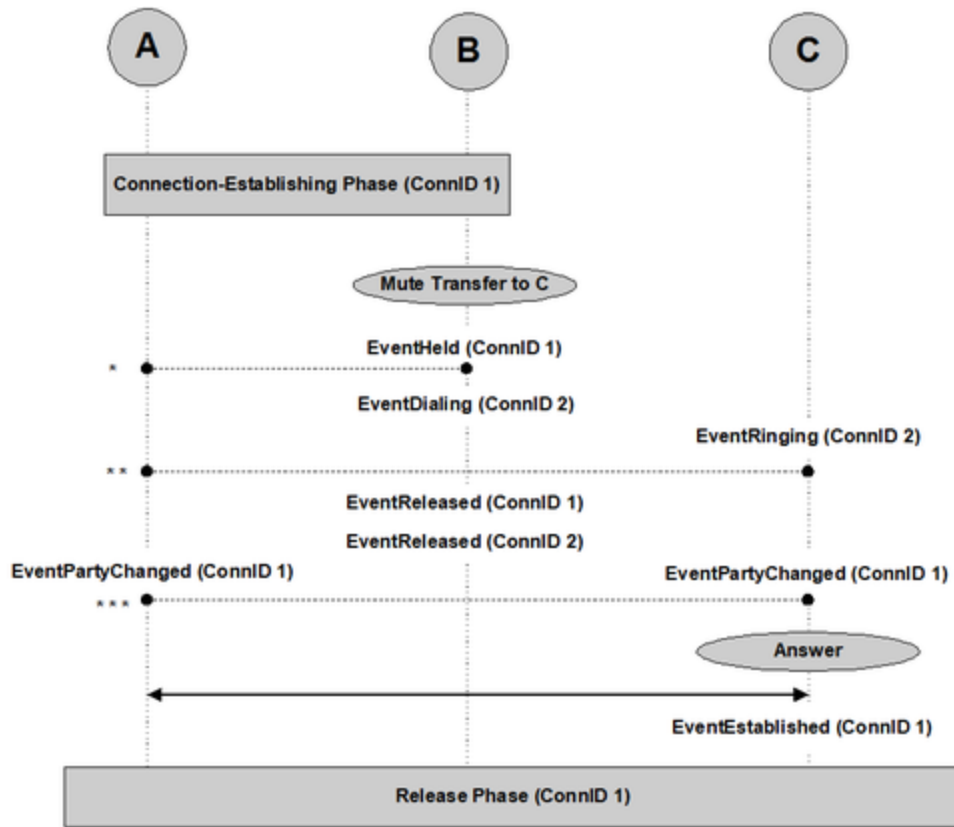 A
B
C
Connection-Establishing Phase (ConnID 1)
Mute Transfer to C
EventHeld (ConnID 1)
*
EventDialing (ConnID 2)
EventRinging (ConnID 2)
**
EventReleased (ConnID 1)
EventReleased (ConnID 2)
EventPartyChanged (ConnID 1)
EventPartyChanged (ConnID 1)
***
Answer
EventEstablished (ConnID 1)
Release Phase (ConnID 1)